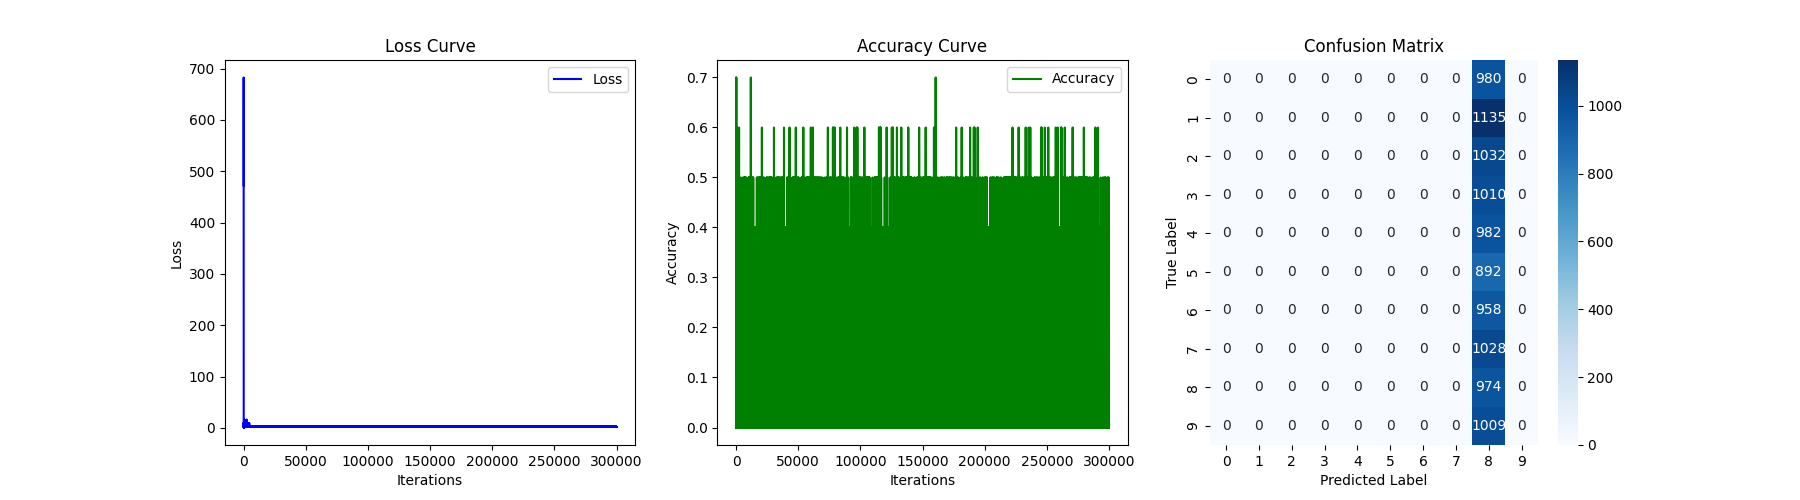 Loss Curve
Loss
700
600
500
400
300
200
100
0
Loss
0 50000 100000 150000 200000 250000 300000
Iterations
Accuracy Curve
Accuracy
0.7
0.6
0.5
0.4
0.3
0.2
0.1
0.0
Accuracy
0 50000 100000 150000 200000 250000 300000
Iterations
Confusion Matrix
True Label
0 0 0 0 0 0 0 0 0 980 0
1 0 0 0 0 0 0 0 0 1135 0
2 0 0 0 0 0 0 0 0 1032 0
3 0 0 0 0 0 0 0 0 1010 0
4 0 0 0 0 0 0 0 0 982 0
5 0 0 0 0 0 0 0 0 892 0
6 0 0 0 0 0 0 0 0 958 0
7 0 0 0 0 0 0 0 0 1028 0
8 0 0 0 0 0 0 0 0 974 0
9 0 0 0 0 0 0 0 0 1009 0
0 1 2 3 4 5 6 7 8 9
Predicted Label
1000
800
600
400
200
0